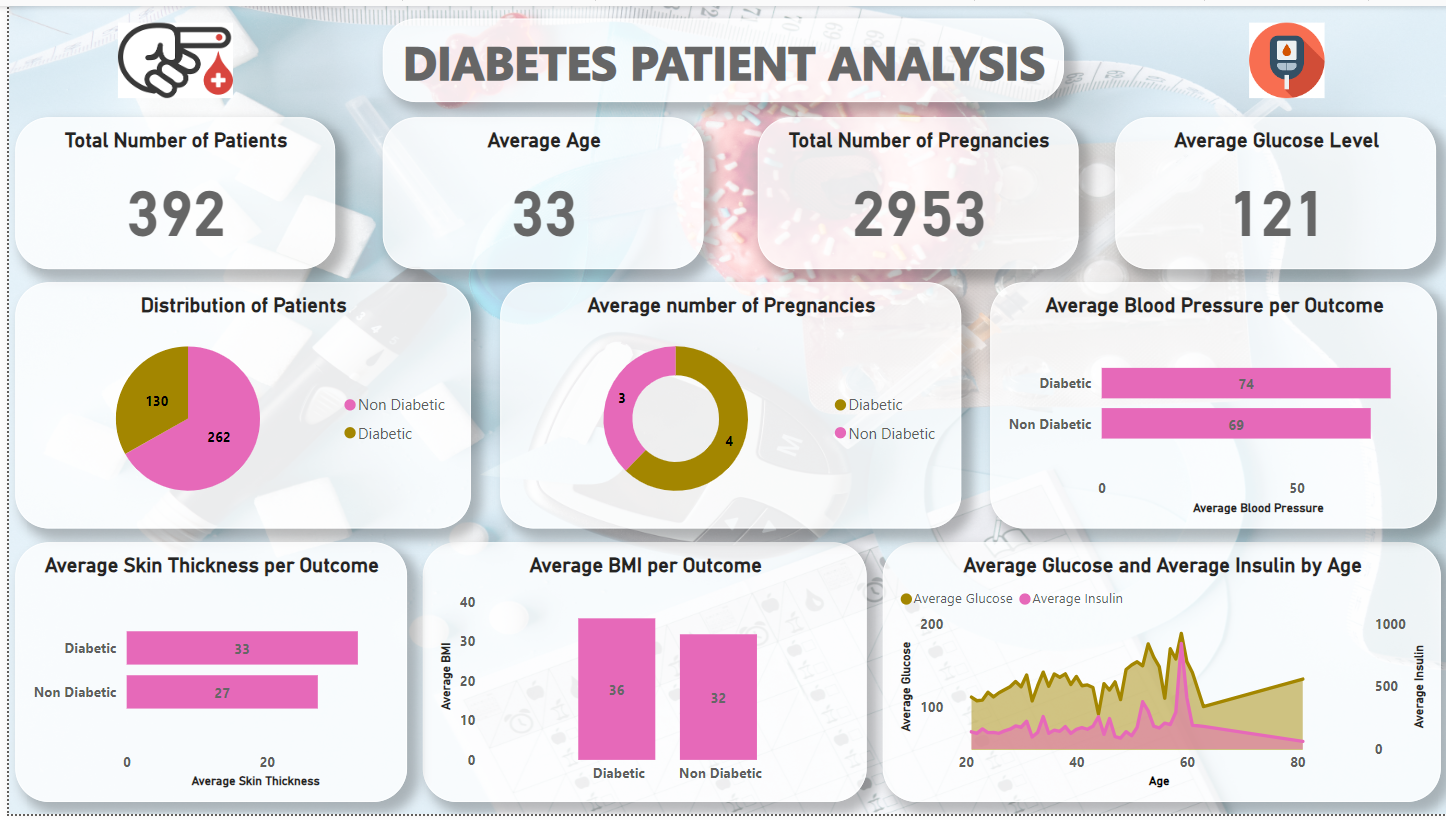 DIABETES PATIENT ANALYSIS
Total Number of Patients
392
Average Age
33
Total Number of Pregnancies
2953
Average Glucose Level
121
Distribution of Patients
130
262
Non Diabetic
Diabetic
Average number of Pregnancies
3
4
Diabetic
Non Diabetic
Average Blood Pressure per Outcome
Diabetic
74
Non Diabetic
69
0
50
Average Blood Pressure
Average Skin Thickness per Outcome
Diabetic
33
Non Diabetic
27
0
20
Average Skin Thickness
Average BMI per Outcome
Average BMI
40
30
20
10
0
36
32
Diabetic
Non Diabetic
Average Glucose and Average Insulin by Age
Average Glucose
Average Insulin
Average Glucose
200
100
1000
500
0
Average Insulin
20
40
60
80
Age